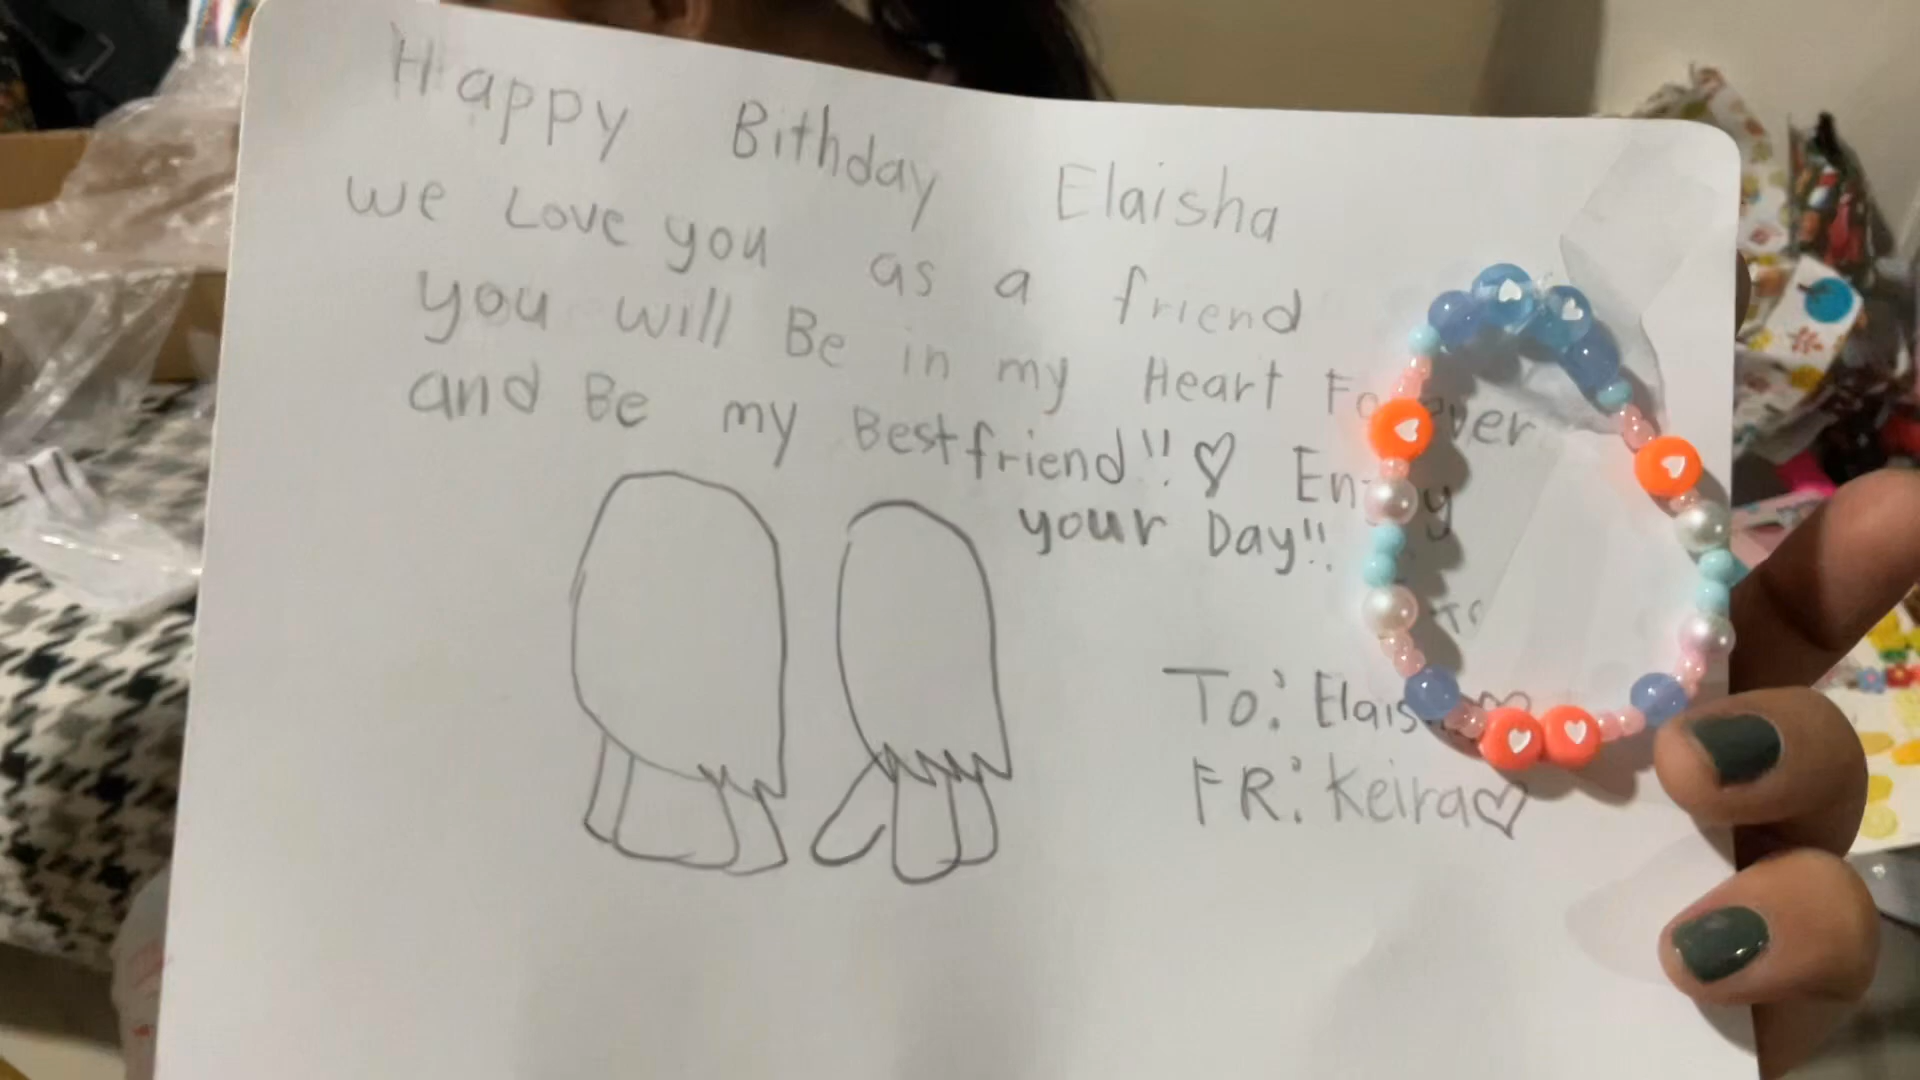 Happy Bithday Elaisha
we Love you as a friend
you will Be in my Heart
and Be my Bestfriend!! ♡
your Day!!
To:
FR: Keira♡